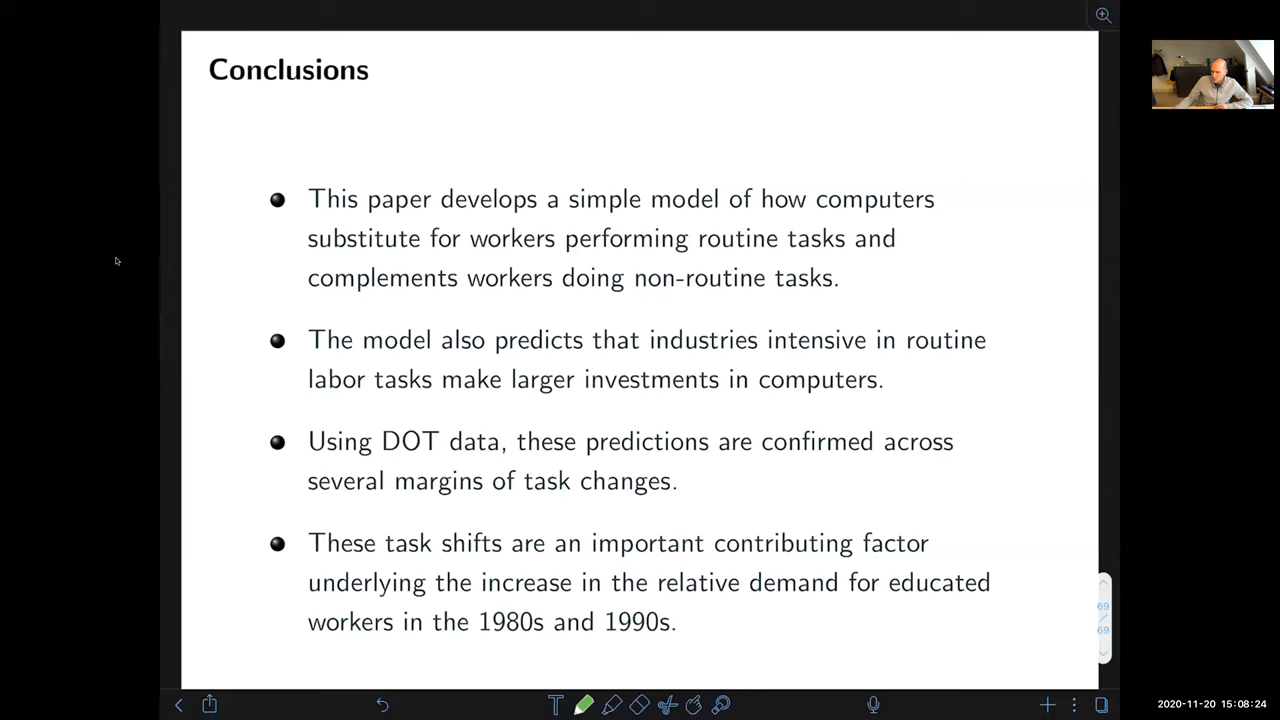 Conclusions
This paper develops a simple model of how computers
substitute for workers performing routine tasks and
complements workers doing non-routine tasks.
The model also predicts that industries intensive in routine
labor tasks make larger investments in computers.
Using DOT data, these predictions are confirmed across
several margins of task changes.
These task shifts are an important contributing factor
underlying the increase in the relative demand for educated
workers in the 1980s and 1990s.
69
/
69
2020-11-20 15:08:24